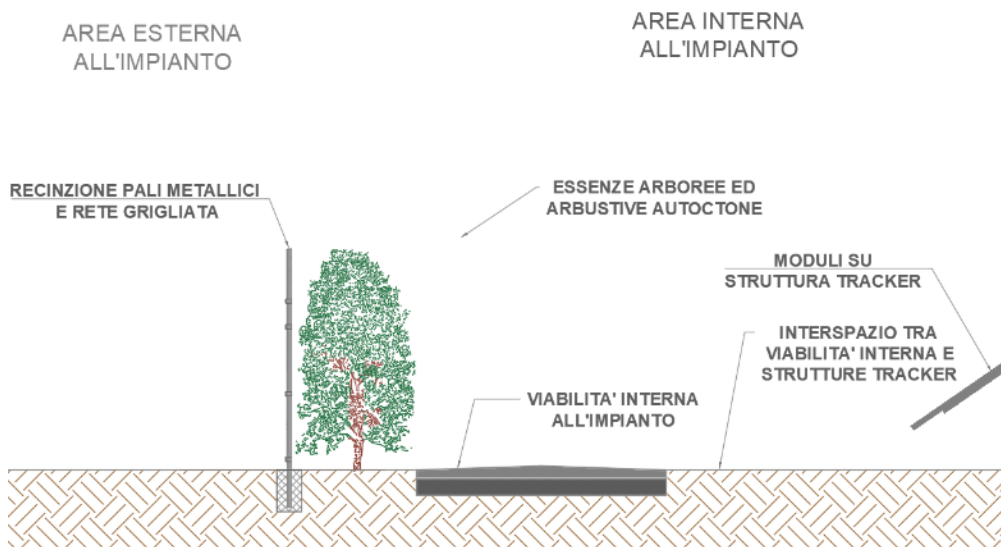 AREA ESTERNA
ALL'IMPIANTO
AREA INTERNA
ALL'IMPIANTO
RECINZIONE PALI METALLICI
E RETE GRIGLIATA
ESSENZE ARBOREE ED
ARBUSTIVE AUTOCTONE
MODULI SU
STRUTTURA TRACKER
INTERSPAZIO TRA
VIABILITA' INTERNA E
STRUTTURE TRACKER
VIABILITA' INTERNA
ALL'IMPIANTO